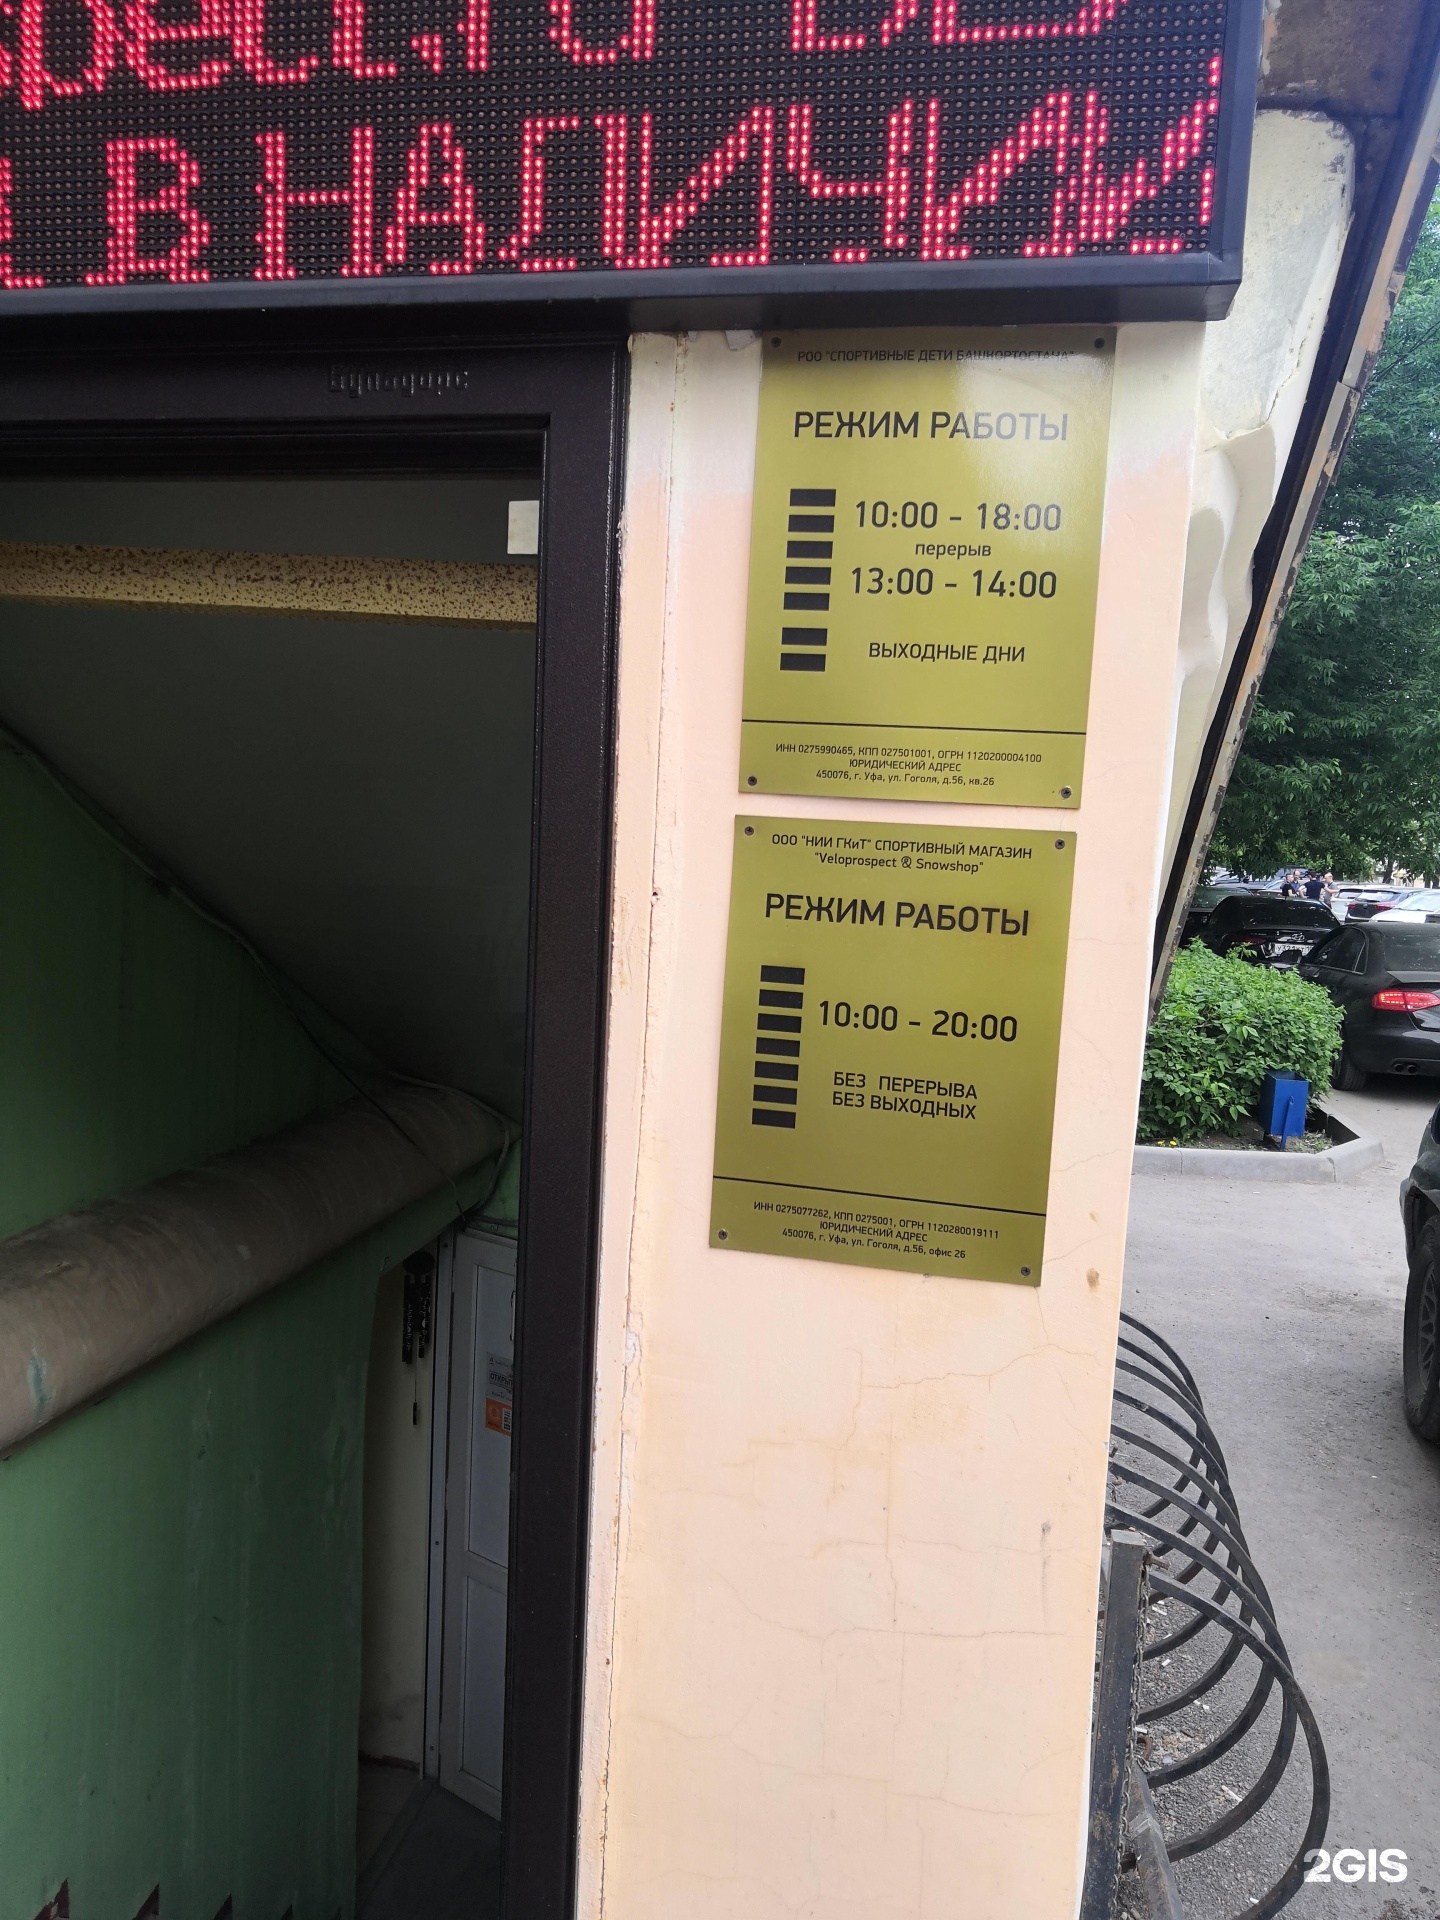 В НАЛИЧИИ
Бульдорс
РОО "СПОРТИВНЫЕ ДЕТИ БАШКОРТОСТАНА"
РЕЖИМ РАБОТЫ
10:00 - 18:00
перерыв
13:00 - 14:00
ВЫХОДНЫЕ ДНИ
ИНН 0275990465, КПП 027501001, ОГРН 1120200004100
ЮРИДИЧЕСКИЙ АДРЕС
450076, г. Уфа, ул. Гоголя, д.56, кв.26
ООО "НИИ ГКиТ" СПОРТИВНЫЙ МАГАЗИН
"Veloprospect & Snowshop"
РЕЖИМ РАБОТЫ
10:00 - 20:00
БЕЗ ПЕРЕРЫВА
БЕЗ ВЫХОДНЫХ
ИНН 0275077262, КПП 0275001, ОГРН 1120280019111
ЮРИДИЧЕСКИЙ АДРЕС
450076, г. Уфа, ул. Гоголя, д.56, офис 26
2GIS